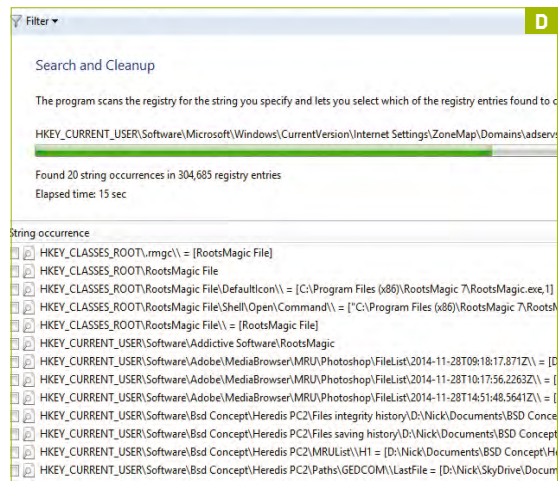 Filter
D
Search and Cleanup
The program scans the registry for the string you specify and lets you select which of the registry entries found to
HKEY_CURRENT_USER\Software\Microsoft\Windows\CurrentVersion\Internet Settings\ZoneMap\Domains\adservs
Found 20 string occurrences in 304,685 registry entries
Elapsed time: 15 sec
String occurrence
HKEY_CLASSES_ROOT\.rmgc\\ = [RootsMagic File]
HKEY_CLASSES_ROOT\RootsMagic File
HKEY_CLASSES_ROOT\RootsMagic File\DefaultIcon\\ = [C:\Program Files (x86)\RootsMagic 7\RootsMagic.exe,1]
HKEY_CLASSES_ROOT\RootsMagic File\Shell\Open\Command\\ = ["C:\Program Files (x86)\RootsMagic 7\RootsM
HKEY_CLASSES_ROOT\RootsMagic File\\ = [RootsMagic File]
HKEY_CURRENT_USER\Software\Addictive Software\RootsMagic
HKEY_CURRENT_USER\Software\Adobe\MediaBrowser\MRU\Photoshop\FileList\2014-11-28T09:18:17.871Z\\ = [D
HKEY_CURRENT_USER\Software\Adobe\MediaBrowser\MRU\Photoshop\FileList\2014-11-28T10:17:56.2263Z\\ = [
HKEY_CURRENT_USER\Software\Adobe\MediaBrowser\MRU\Photoshop\FileList\2014-11-28T14:51:48.5641Z\\ = [
HKEY_CURRENT_USER\Software\Bsd Concept\Heredis PC2\Files integrity history\D:\Nick\Documents\BSD Conce
HKEY_CURRENT_USER\Software\Bsd Concept\Heredis PC2\Files saving history\D:\Nick\Documents\BSD Concept
HKEY_CURRENT_USER\Software\Bsd Concept\Heredis PC2\MRUList\\H1 = [D:\Nick\Documents\BSD Concept\He
HKEY_CURRENT_USER\Software\Bsd Concept\Heredis PC2\Paths\GEDCOM\\LastFile = [D:\Nick\SkyDrive\Docum